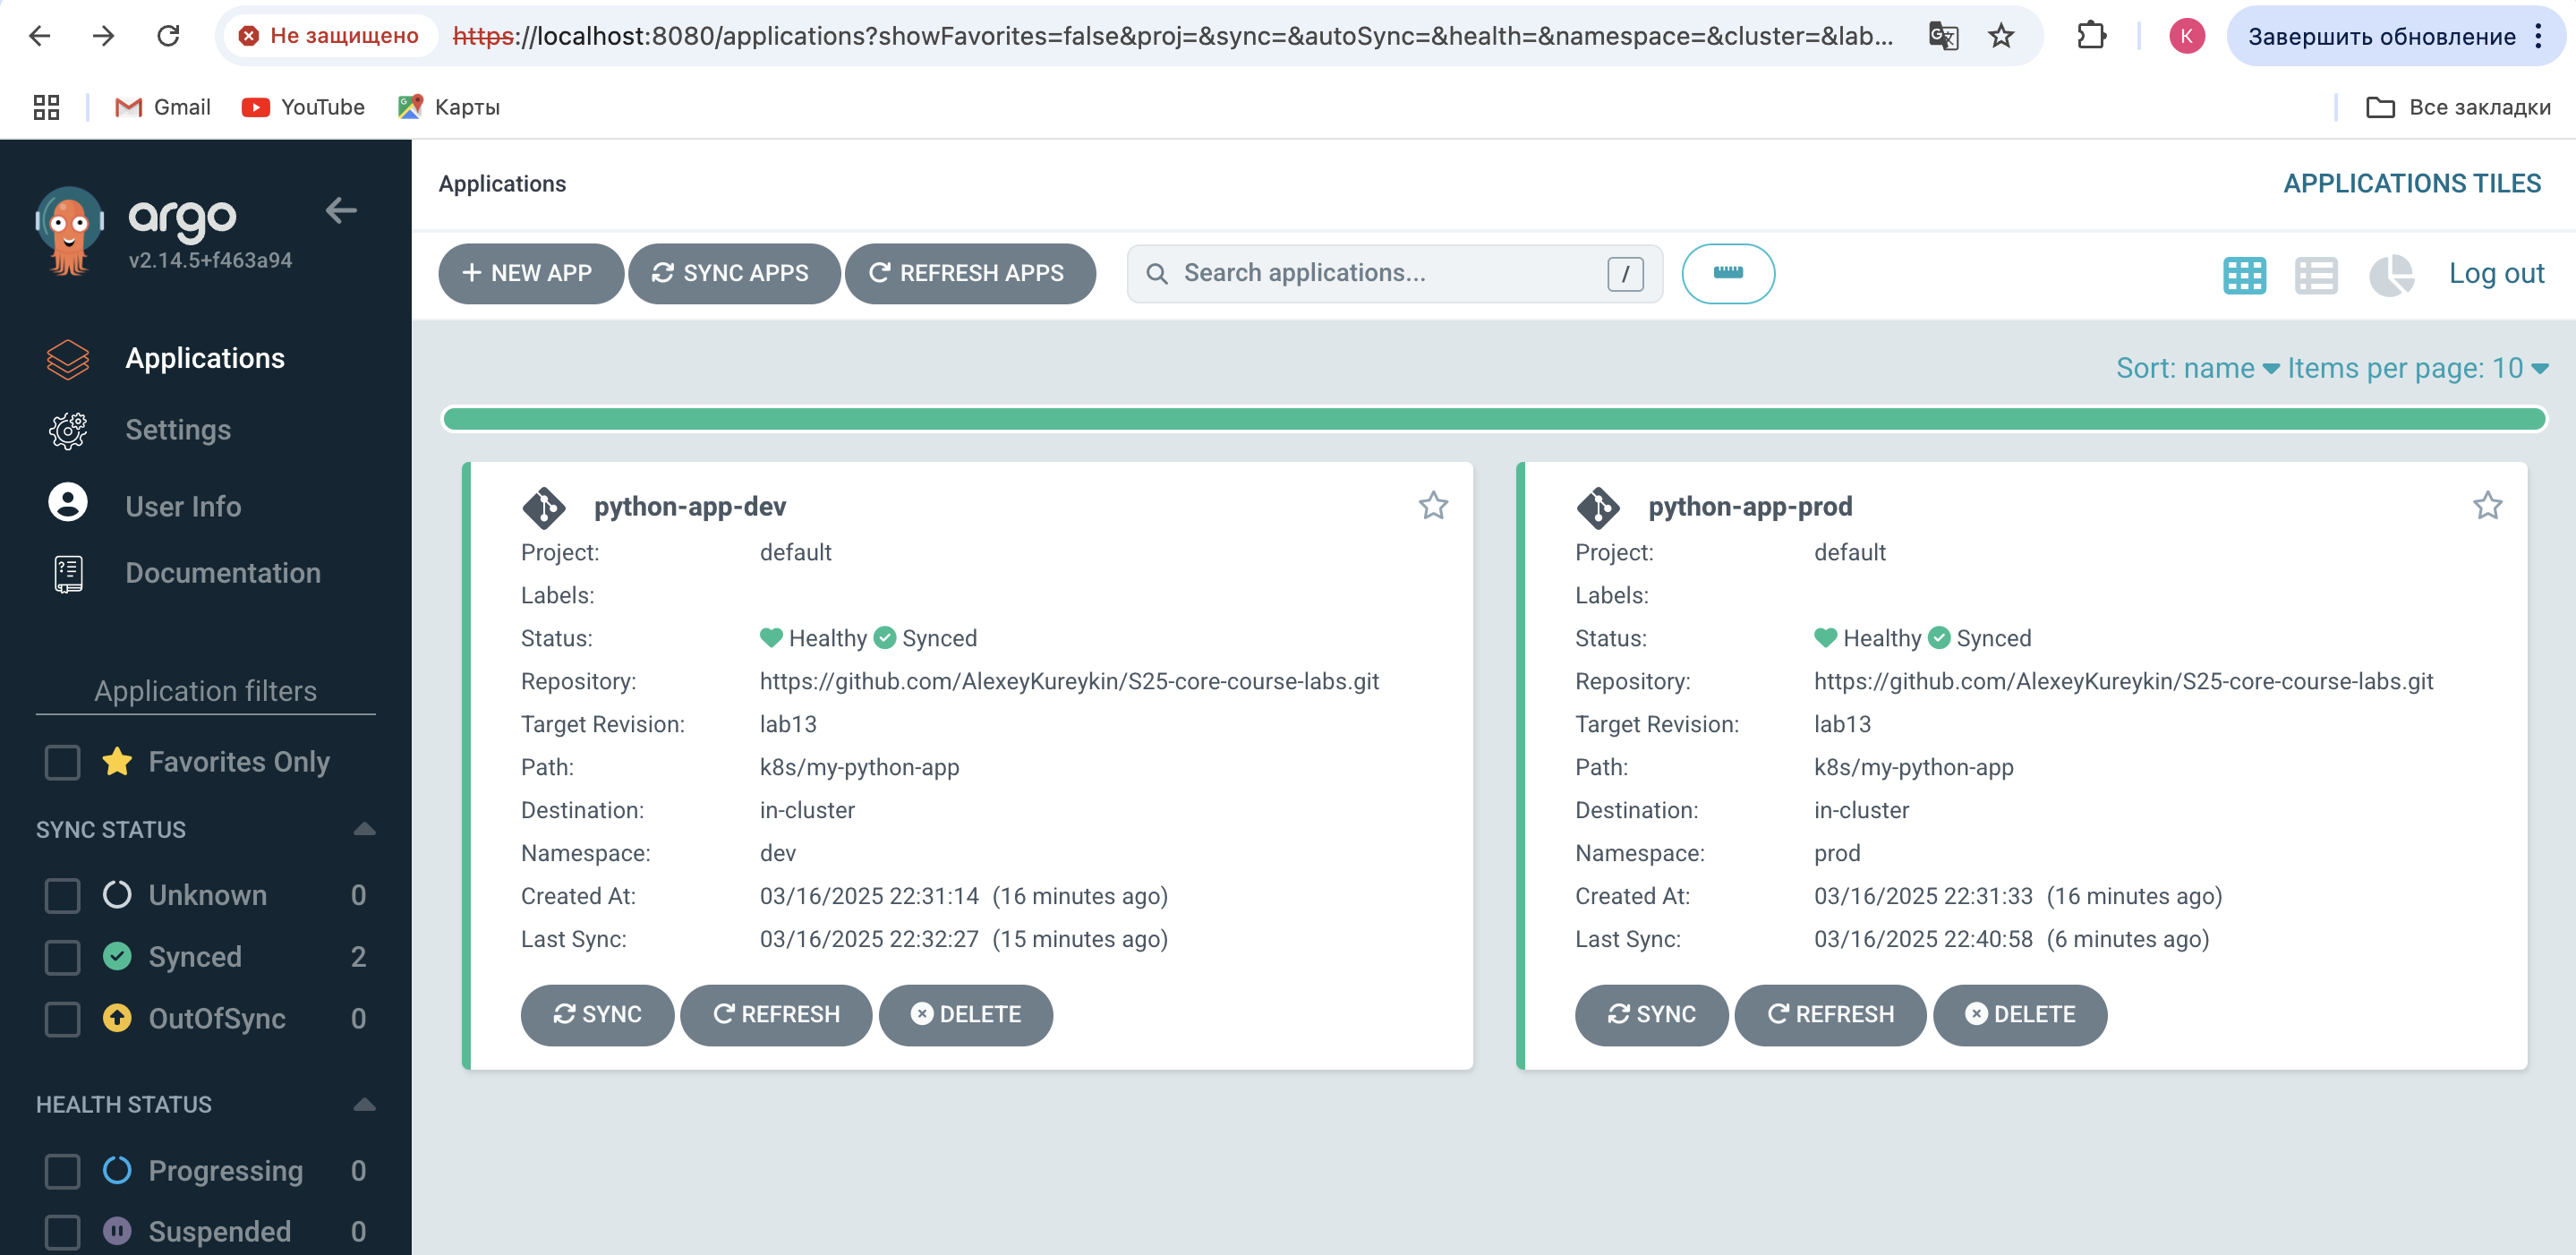 Не защищено
https://localhost:8080/applications?showFavorites=false&proj=&sync=&autoSync=&health=&namespace=&cluster=&lab...
K
Завершить обновление
Gmail
YouTube
Карты
Все закладки
argo
v2.14.5+f463a94
Applications
Settings
User Info
Documentation
Application filters
Favorites Only
SYNC STATUS
Unknown 0
Synced 2
OutOfSync 0
HEALTH STATUS
Progressing 0
Suspended 0
Applications
APPLICATIONS TILES
+ NEW APP
SYNC APPS
REFRESH APPS
Search applications...
/
Log out
Sort: name
Items per page: 10
python-app-dev
Project: default
Labels:
Status: Healthy Synced
Repository: https://github.com/AlexeyKureykin/S25-core-course-labs.git
Target Revision: lab13
Path: k8s/my-python-app
Destination: in-cluster
Namespace: dev
Created At: 03/16/2025 22:31:14 (16 minutes ago)
Last Sync: 03/16/2025 22:32:27 (15 minutes ago)
SYNC
REFRESH
DELETE
python-app-prod
Project: default
Labels:
Status: Healthy Synced
Repository: https://github.com/AlexeyKureykin/S25-core-course-labs.git
Target Revision: lab13
Path: k8s/my-python-app
Destination: in-cluster
Namespace: prod
Created At: 03/16/2025 22:31:33 (16 minutes ago)
Last Sync: 03/16/2025 22:40:58 (6 minutes ago)
SYNC
REFRESH
DELETE